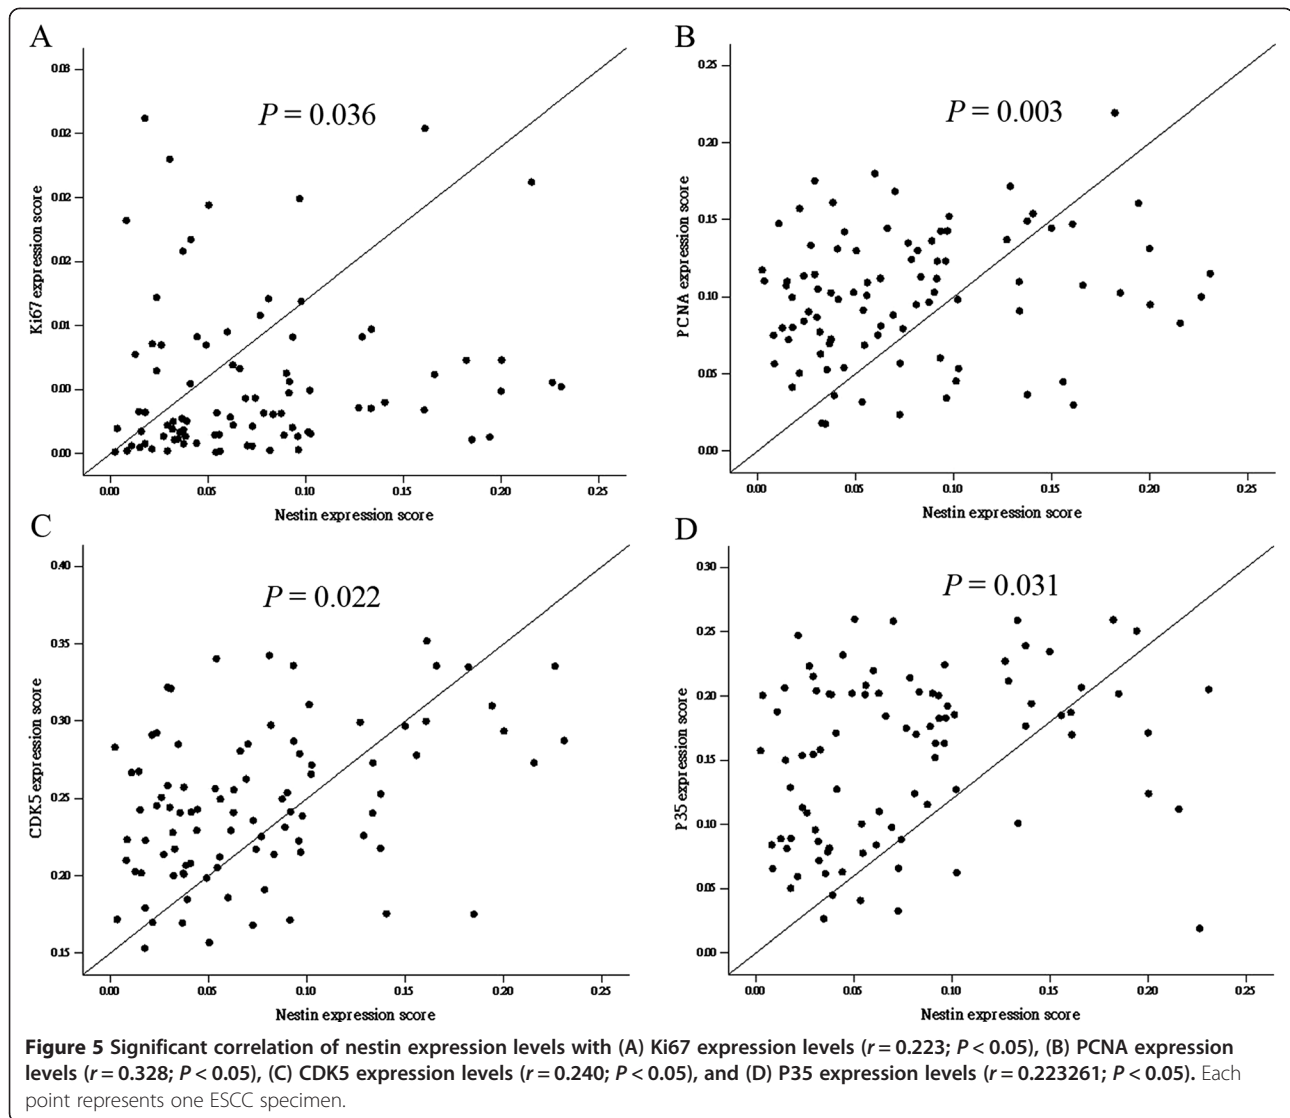 A
P = 0.036
Ki67 expression score
0.03
0.02
0.02
0.02
0.01
0.00
0.00
0.00 0.05 0.10 0.15 0.20 0.25
Nestin expression score
B
P = 0.003
PCNA expression score
0.25
0.20
0.15
0.10
0.05
0.00
0.00 0.05 0.10 0.15 0.20 0.25
Nestin expression score
C
P = 0.022
CDK5 expression score
0.40
0.35
0.30
0.25
0.20
0.15
0.00 0.05 0.10 0.15 0.20 0.25
Nestin expression score
D
P = 0.031
P35 expression score
0.30
0.25
0.20
0.15
0.10
0.05
0.00
0.00 0.05 0.10 0.15 0.20 0.25
Nestin expression score
Figure 5 Significant correlation of nestin expression levels with (A) Ki67 expression levels (r = 0.223; P < 0.05), (B) PCNA expression
levels (r = 0.328; P < 0.05), (C) CDK5 expression levels (r = 0.240; P < 0.05), and (D) P35 expression levels (r = 0.223261; P < 0.05). Each
point represents one ESCC specimen.